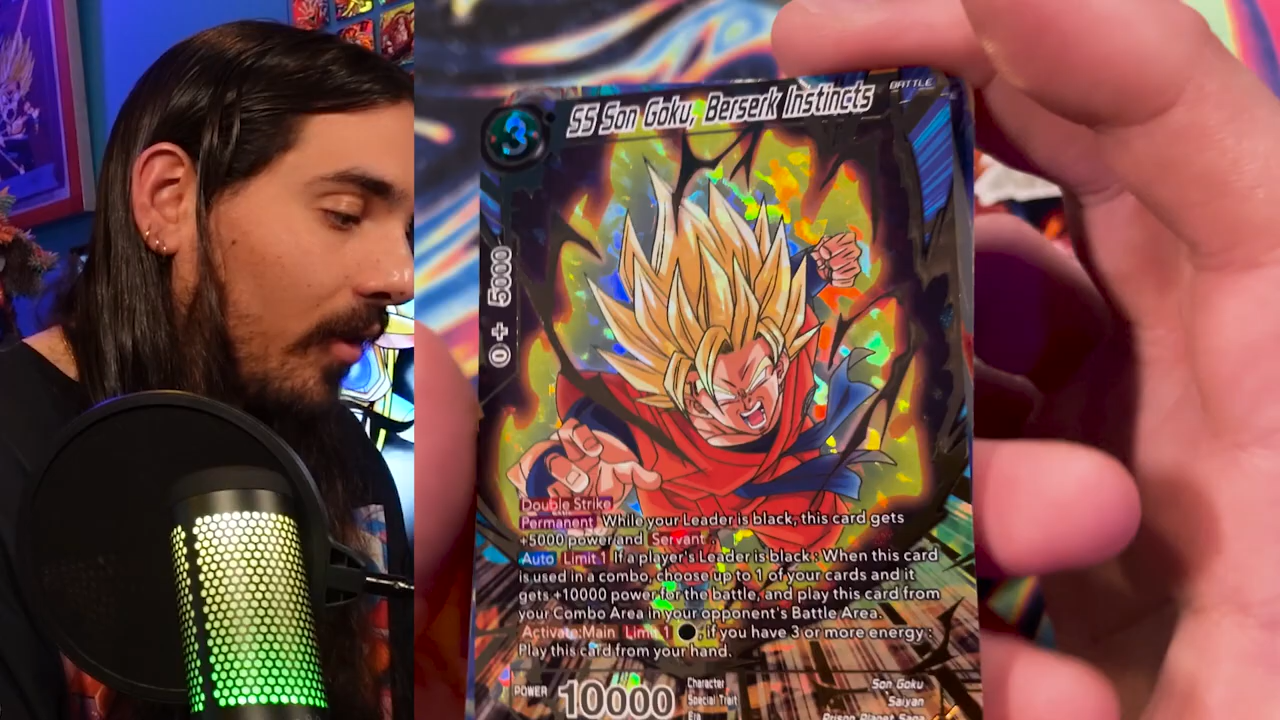 BATTLE
3
SS Son Goku, Berserk Instincts
0+ 5000
Double Strike
Permanent While your Leader is black, this card gets
+5000 power and Servant.
Auto Limit 1 If a player's Leader is black: When this card
is used in a combo, choose up to 1 of your cards and it
gets +10000 power for the battle, and play this card from
your Combo Area in your opponent's Battle Area.
Activate:Main Limit 1 ●, if you have 3 or more energy:
Play this card from your hand.
POWER 10000
Character Son Goku
Special Trait Saiyan
Era Prison Planet Saga